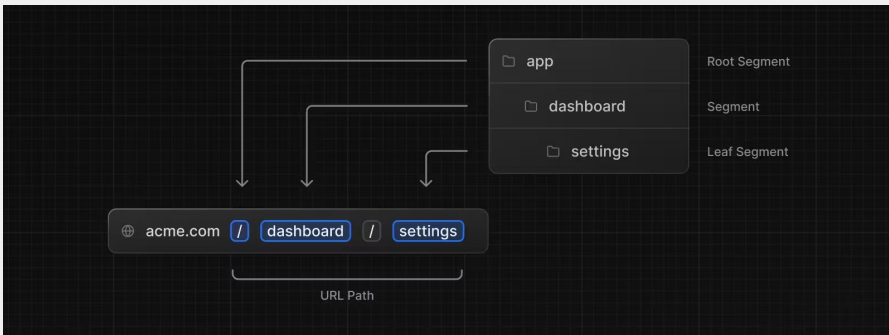 app
Root Segment
dashboard
Segment
settings
Leaf Segment
acme.com / dashboard / settings
URL Path